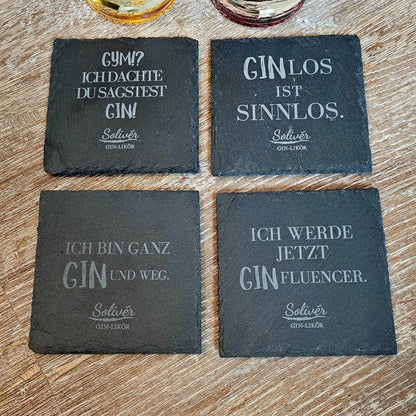 GYM!?
ICH DACHTE
DU SAGSTEST
GIN!
Solivér
GIN-LIKÖR
GINLOS
IST
SINNLOS.
Solivér
GIN-LIKÖR
ICH BIN GANZ
GIN UND WEG.
Solivér
GIN-LIKÖR
ICH WERDE
JETZT
GINFLUENCER.
Solivér
GIN-LIKÖR